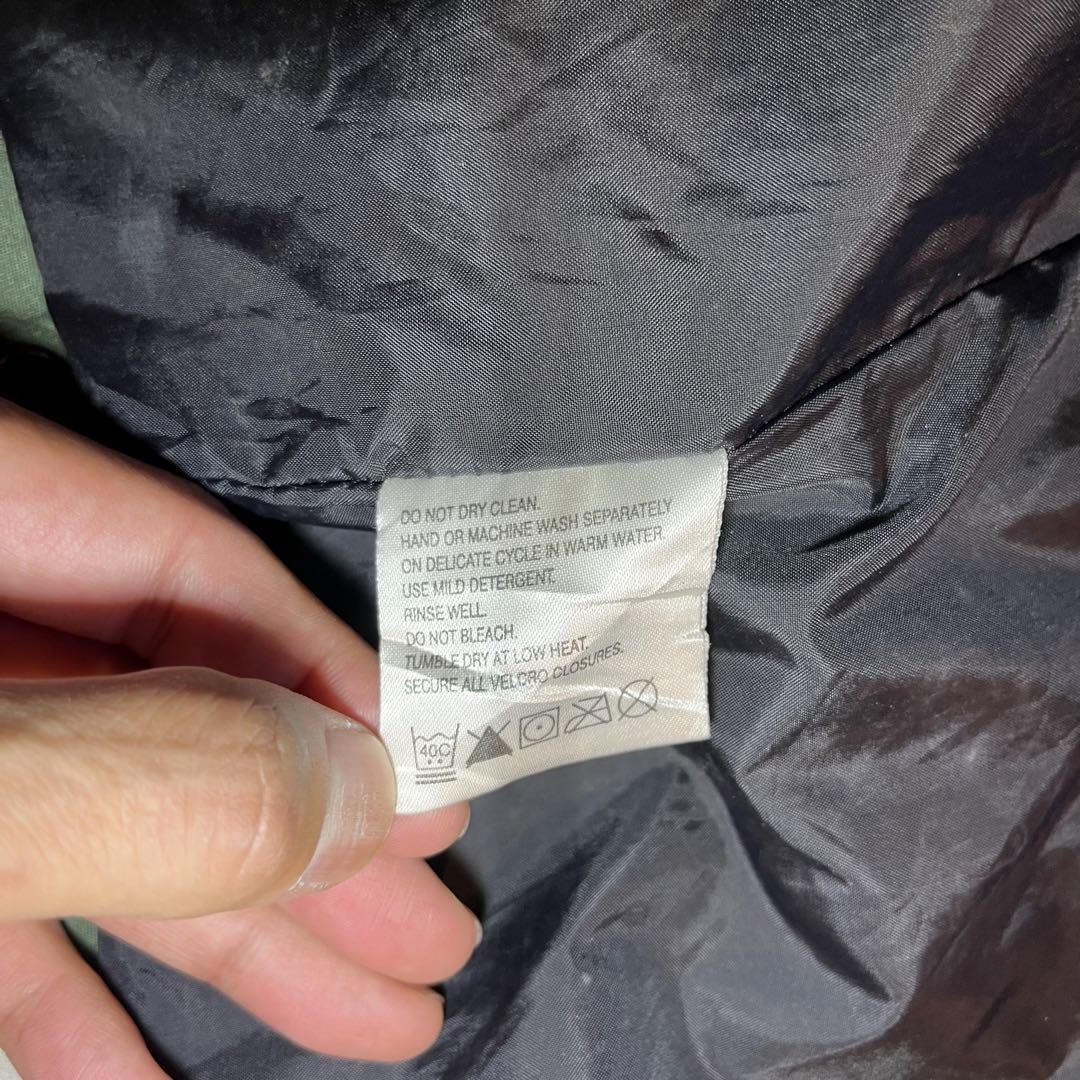 DO NOT DRY CLEAN.
HAND OR MACHINE WASH SEPARATELY
ON DELICATE CYCLE IN WARM WATER.
USE MILD DETERGENT.
RINSE WELL.
DO NOT BLEACH.
TUMBLE DRY AT LOW HEAT.
SECURE ALL VELCRO CLOSURES.
40C